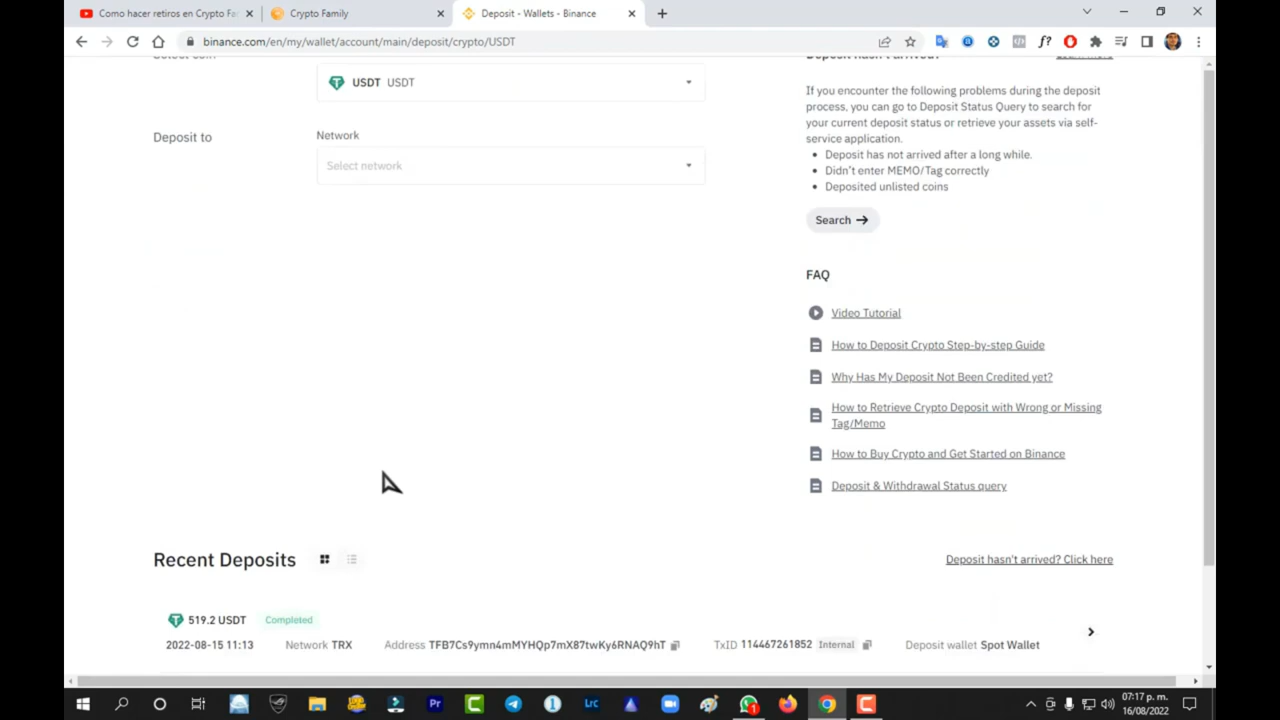 Como hacer retiros en Crypto Fa
Crypto Family
Deposit - Wallets - Binance
binance.com/en/my/wallet/account/main/deposit/crypto/USDT
USDT USDT
Deposit to
Network
Select network
If you encounter the following problems during the deposit
process, you can go to Deposit Status Query to search for
your current deposit status or retrieve your assets via self-
service application.
Deposit has not arrived after a long while.
Didn't enter MEMO/Tag correctly
Deposited unlisted coins
Search
FAQ
Video Tutorial
How to Deposit Crypto Step-by-step Guide
Why Has My Deposit Not Been Credited yet?
How to Retrieve Crypto Deposit with Wrong or Missing
Tag/Memo
How to Buy Crypto and Get Started on Binance
Deposit & Withdrawal Status query
Recent Deposits
Deposit hasn't arrived? Click here
519.2 USDT Completed
2022-08-15 11:13 Network TRX Address TFB7Cs9ymn4mMYHQp7mX87twKy6RNAQ9hT TxID 114467261852 Internal Deposit wallet Spot Wallet
Pr
Lrc
07:17 p. m.
16/08/2022